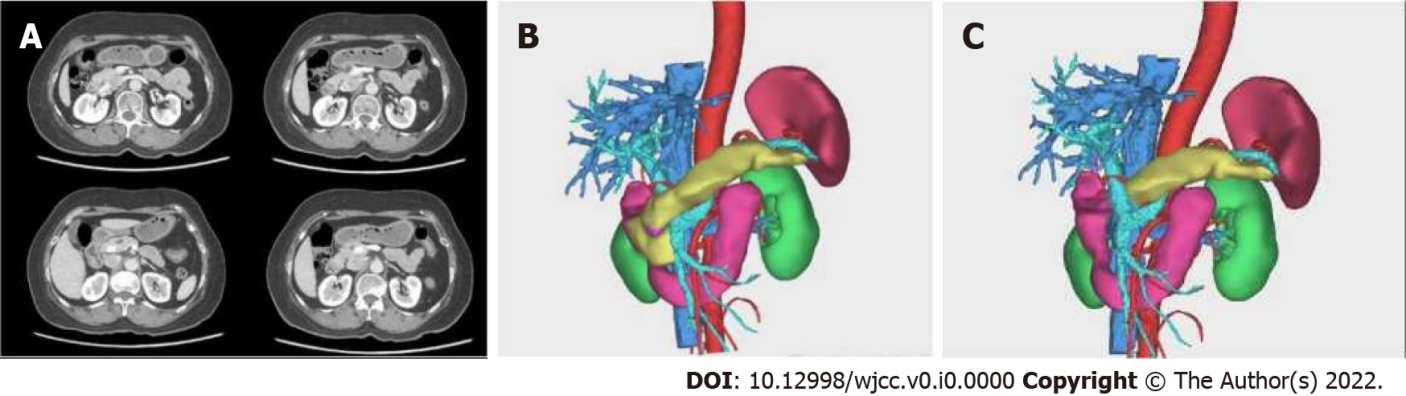 A
B
C
DOI: 10.12998/wjcc.v0.i0.0000 Copyright © The Author(s) 2022.